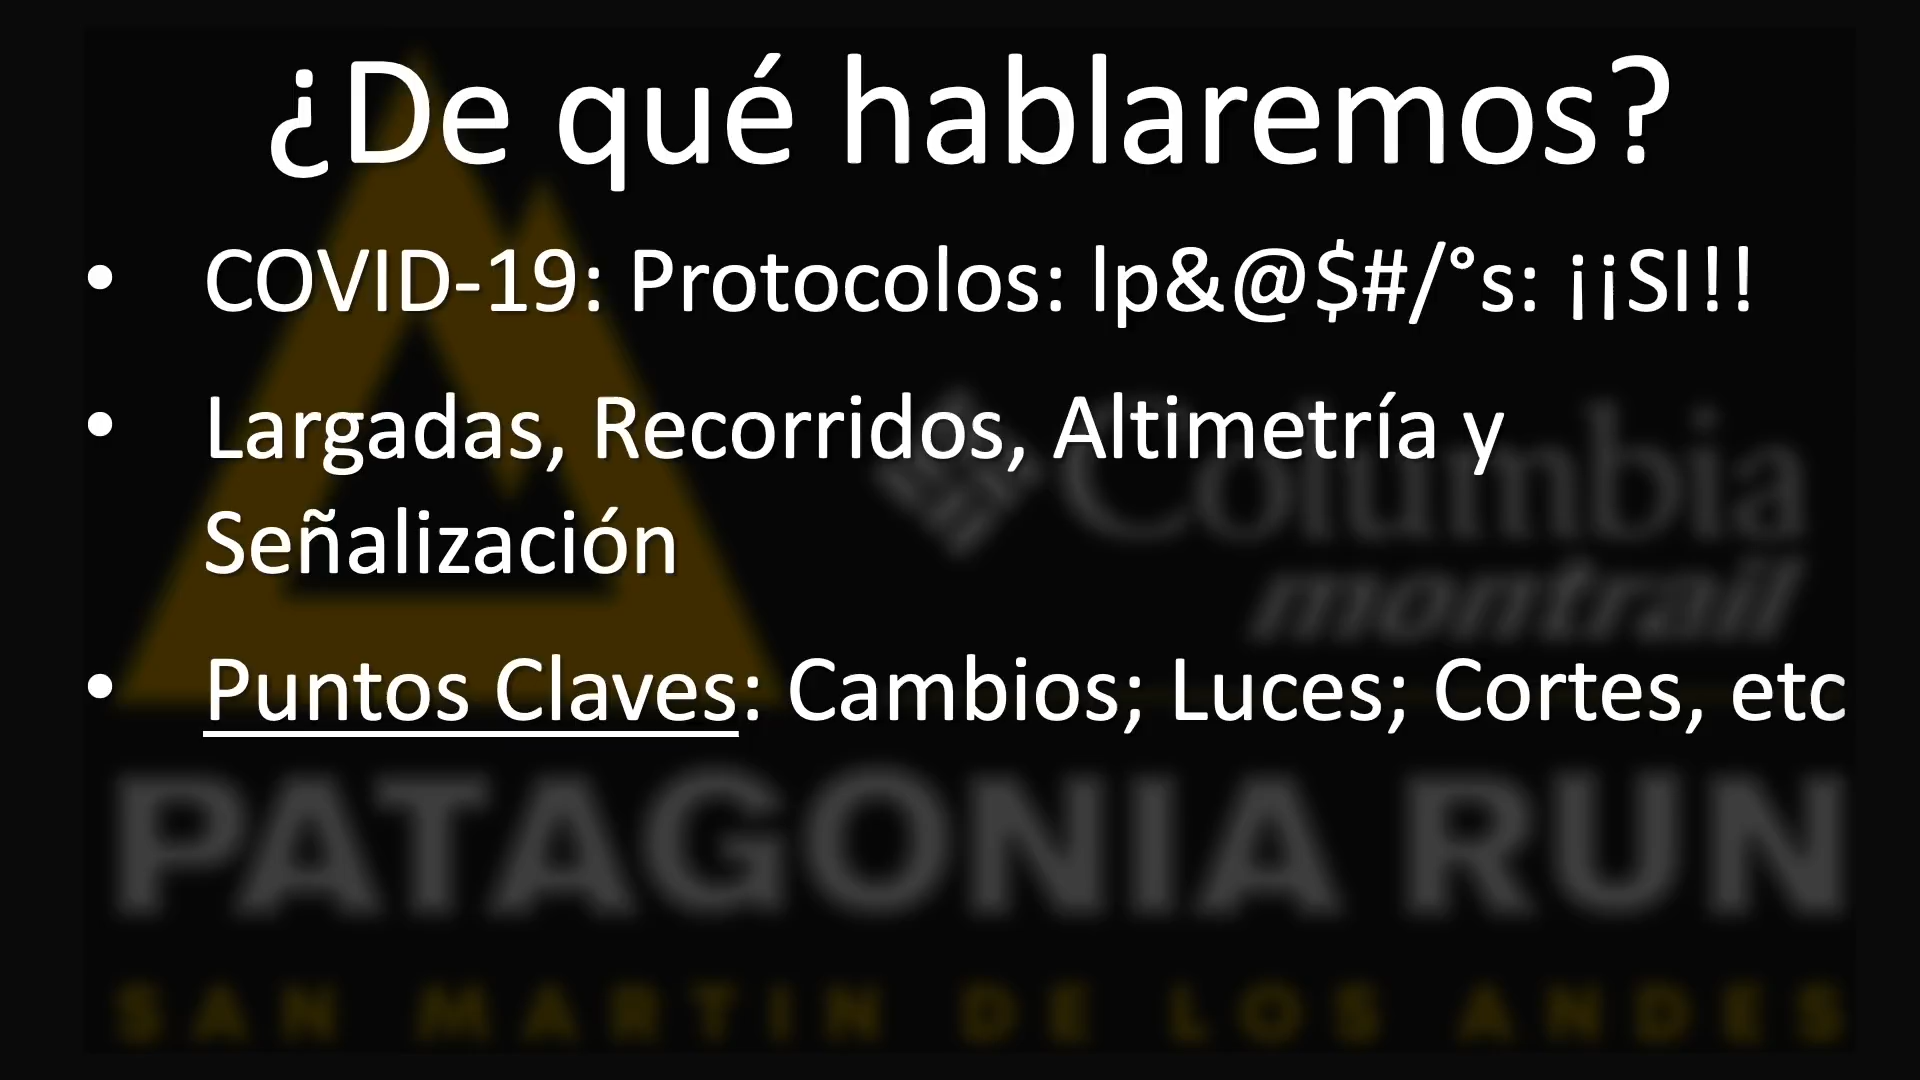 ¿De qué hablaremos?
• COVID-19: Protocolos: lp&@$#/°s: ¡¡SI!!
• Largadas, Recorridos, Altimetría y
Señalización
Columbia
montrail
• Puntos Claves: Cambios; Luces; Cortes, etc
PATAGONIA RUN
SAN MARTIN DE LOS ANDES